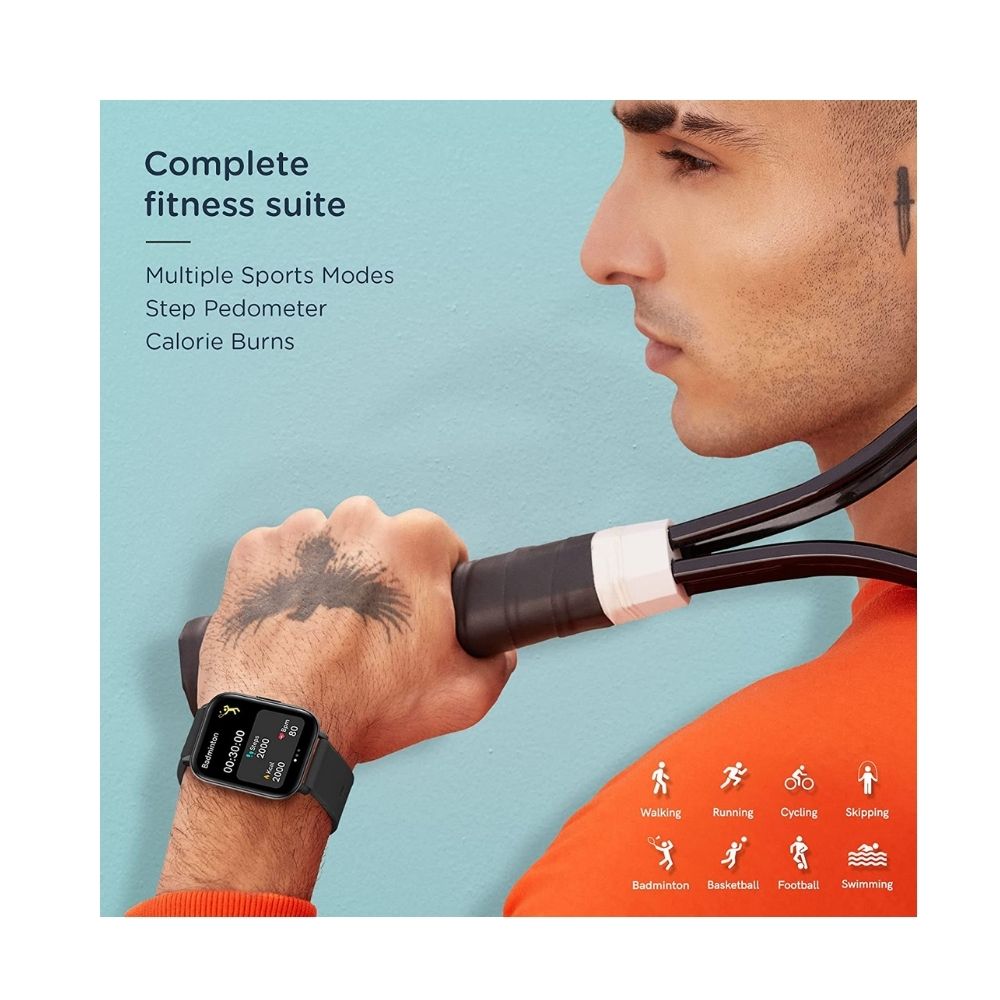 Complete
fitness suite
Multiple Sports Modes
Step Pedometer
Calorie Burns
Badminton
00:30:00
Steps
2000
Bpm
80
Kcal
2000
Walking
Running
Cycling
Skipping
Badminton
Basketball
Football
Swimming